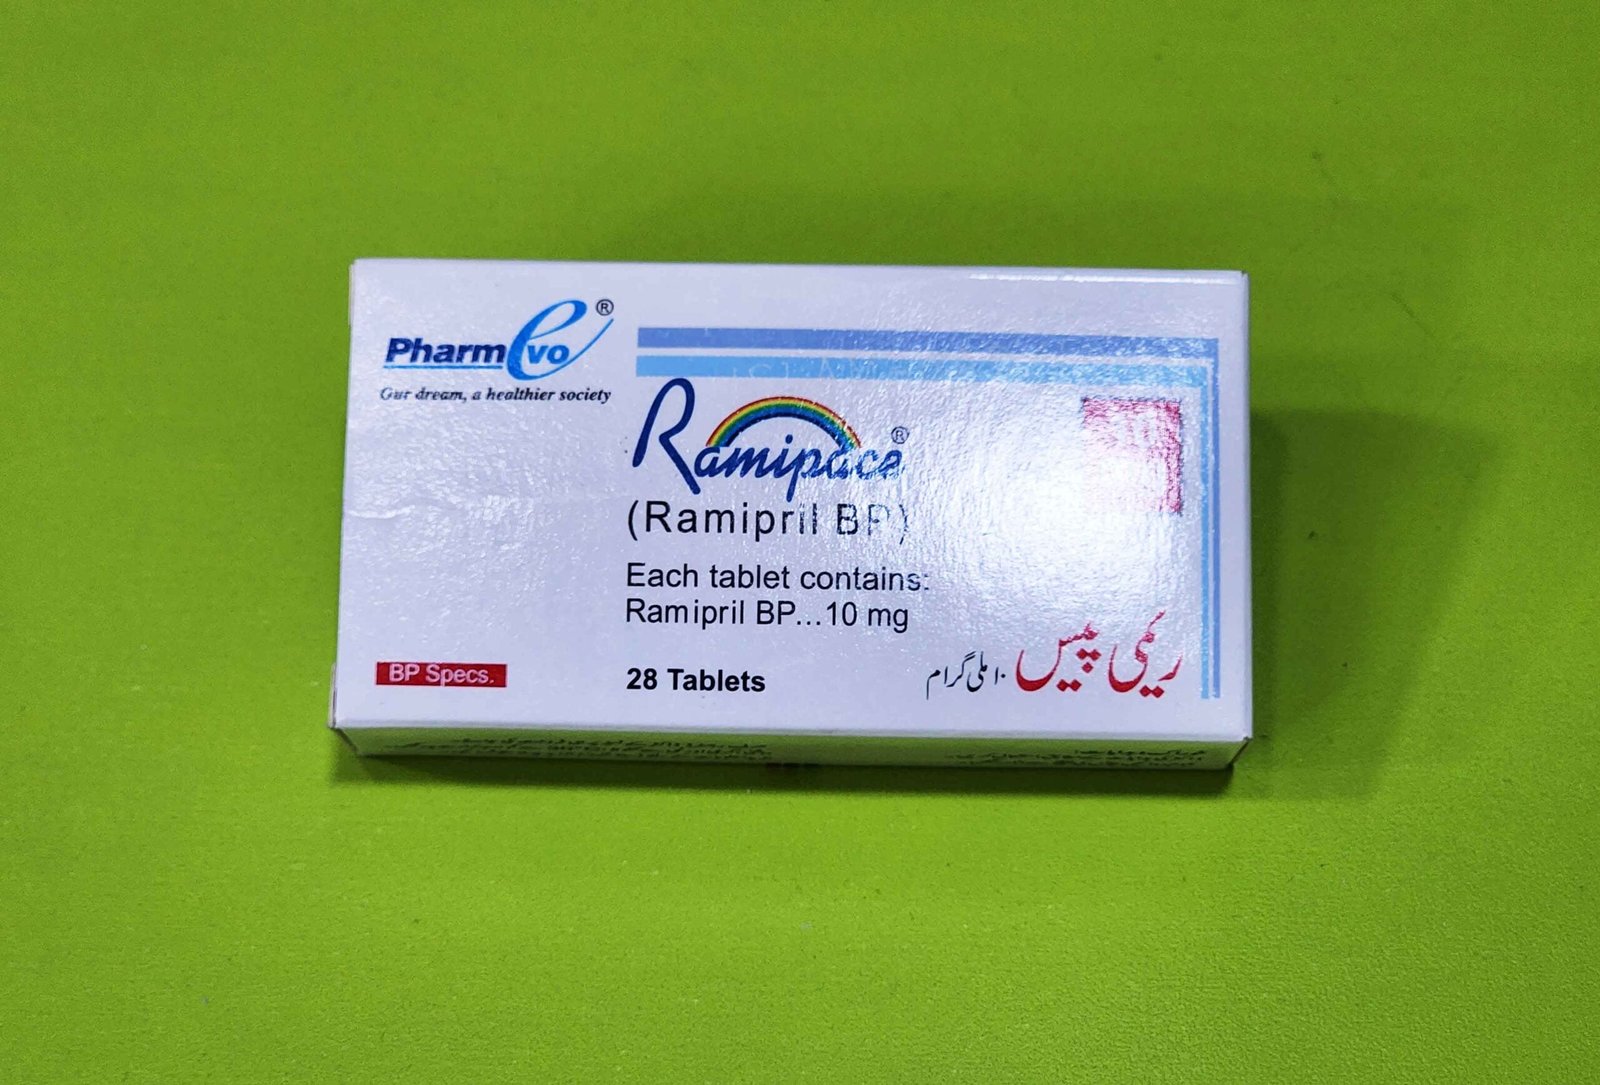 PharmEvo®
Our dream, a healthier society
Ramipace®
(Ramipril BP)
Each tablet contains:
Ramipril BP...10 mg
28 Tablets
BP Specs.
ریمی پیس ۱۰ ملی گرام